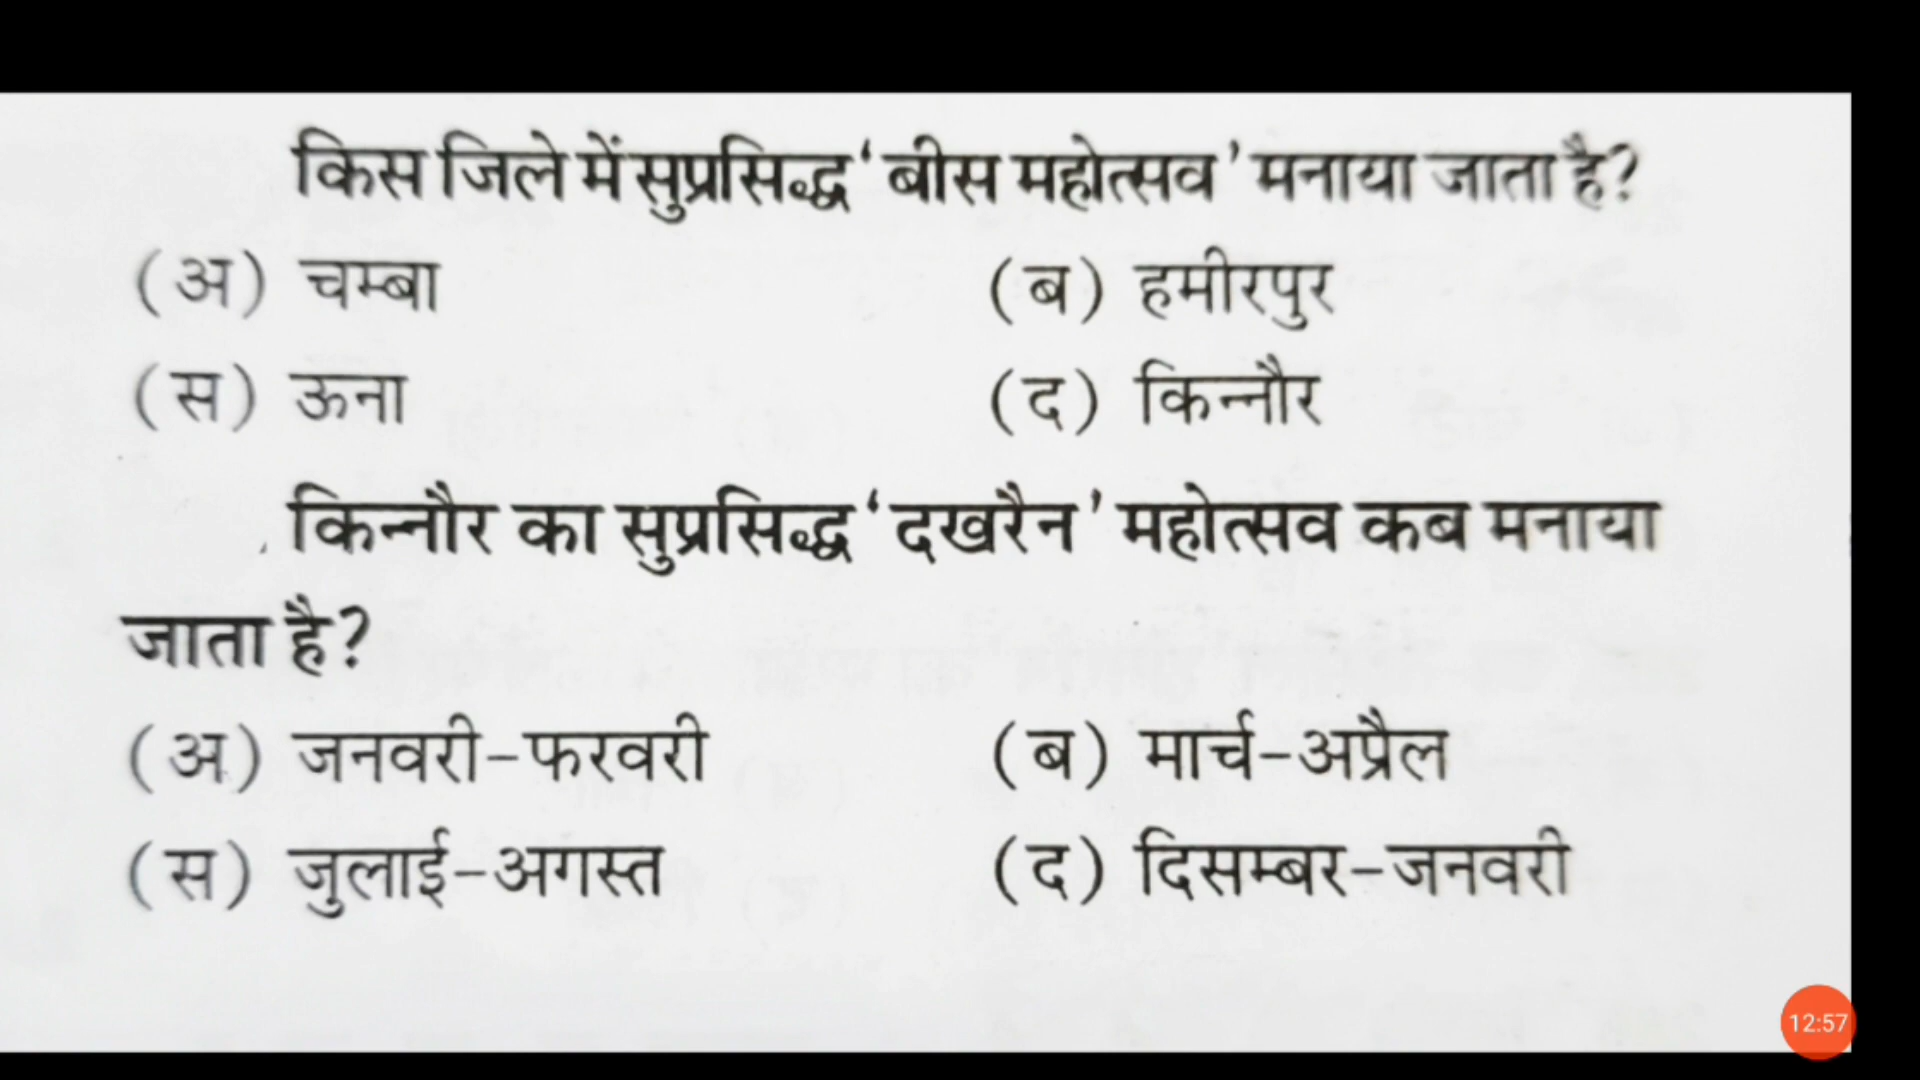 किस जिले में सुप्रसिद्ध ‘बीस महोत्सव’ मनाया जाता है?
(अ) चम्बा (ब) हमीरपुर
(स) ऊना (द) किन्नौर
किन्नौर का सुप्रसिद्ध ‘दखरैन’ महोत्सव कब मनाया
जाता है?
(अ) जनवरी-फरवरी (ब) मार्च-अप्रैल
(स) जुलाई-अगस्त (द) दिसम्बर-जनवरी
12:57